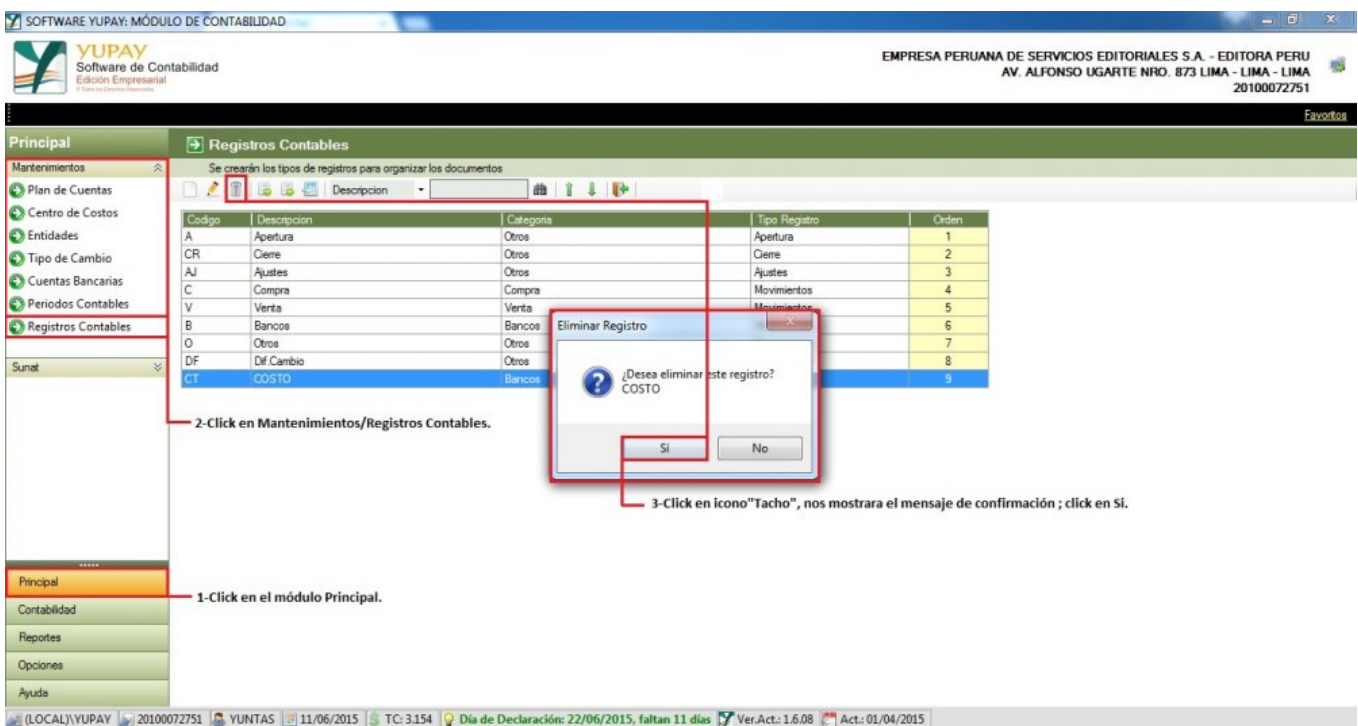 SOFTWARE YUPAY: MÓDULO DE CONTABILIDAD
YUPAY
Software de Contabilidad
Edición Empresarial
EMPRESA PERUANA DE SERVICIOS EDITORIALES S.A. - EDITORA PERU
AV. ALFONSO UGARTE NRO. 873 LIMA - LIMA - LIMA
20100072751
Favoritos
Principal
Registros Contables
Mantenimientos
Se crearán los tipos de registros para organizar los documentos
Plan de Cuentas
Centro de Costos
Entidades
Tipo de Cambio
Cuentas Bancarias
Periodos Contables
Registros Contables
Sunat
Descripcion
Codigo Descripcion Categoria Tipo Registro Orden
A Apertura Otros Apertura 1
CR Cierre Otros Cierre 2
AJ Ajustes Otros Ajustes 3
C Compra Compra Movimientos 4
V Venta Venta Movimientos 5
B Bancos Bancos 6
O Otros Otros 7
DF Dif.Cambio Otros 8
CT COSTO Bancos 9
Eliminar Registro
¿Desea eliminar este registro?
COSTO
Sí No
2-Click en Mantenimientos/Registros Contables.
3-Click en icono"Tacho", nos mostrara el mensaje de confirmación ; click en Si.
1-Click en el módulo Principal.
Principal
Contabilidad
Reportes
Opciones
Ayuda
(LOCAL)\YUPAY 20100072751 YUNTAS 11/06/2015 TC: 3.154 Día de Declaración: 22/06/2015, faltan 11 días Ver.Act.: 1.6.08 Act.: 01/04/2015